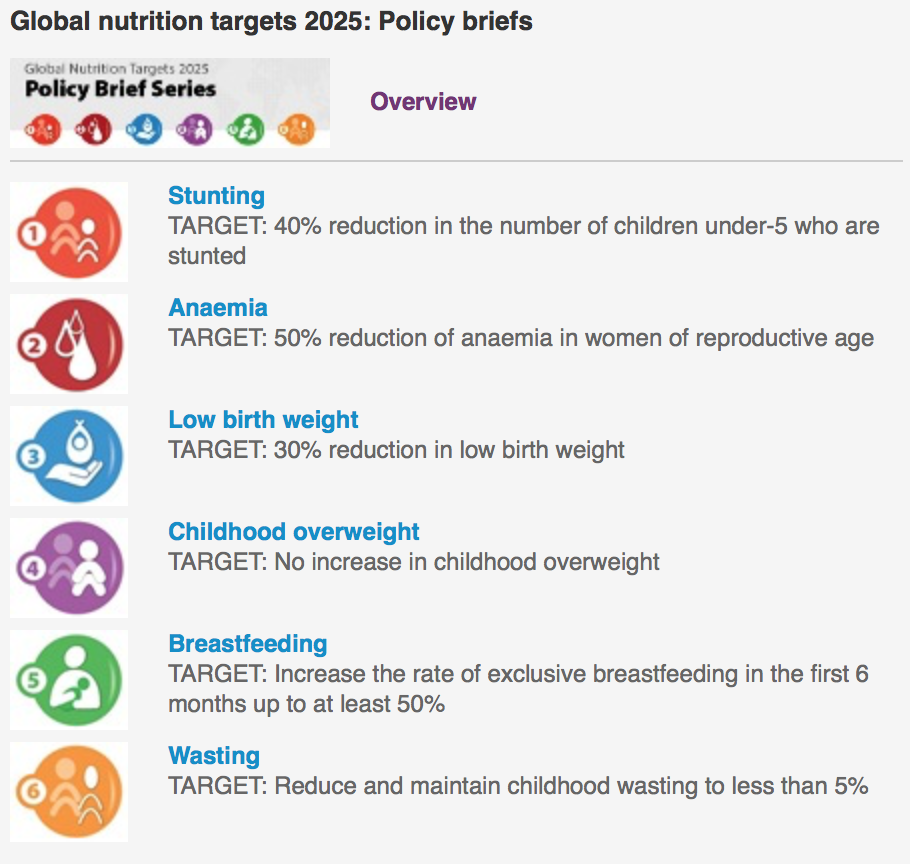 Global nutrition targets 2025: Policy briefs
Global Nutrition Targets 2025
Policy Brief Series
Overview
1
Stunting
TARGET: 40% reduction in the number of children under-5 who are
stunted
2
Anaemia
TARGET: 50% reduction of anaemia in women of reproductive age
3
Low birth weight
TARGET: 30% reduction in low birth weight
4
Childhood overweight
TARGET: No increase in childhood overweight
5
Breastfeeding
TARGET: Increase the rate of exclusive breastfeeding in the first 6
months up to at least 50%
6
Wasting
TARGET: Reduce and maintain childhood wasting to less than 5%